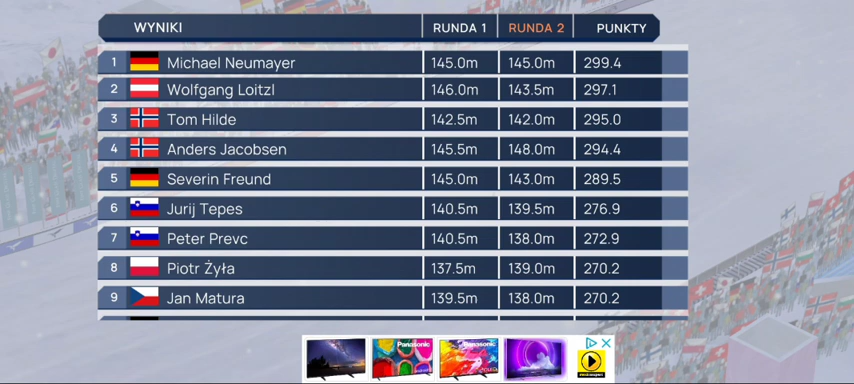 WYNIKI RUNDA 1 RUNDA 2 PUNKTY
1 Michael Neumayer 145.0m 145.0m 299.4
2 Wolfgang Loitzl 146.0m 143.5m 297.1
3 Tom Hilde 142.5m 142.0m 295.0
4 Anders Jacobsen 145.5m 148.0m 294.4
5 Severin Freund 145.0m 143.0m 289.5
6 Jurij Tepes 140.5m 139.5m 276.9
7 Peter Prevc 140.5m 138.0m 272.9
8 Piotr Żyła 137.5m 139.0m 270.2
9 Jan Matura 139.5m 138.0m 270.2
Panasonic Panasonic